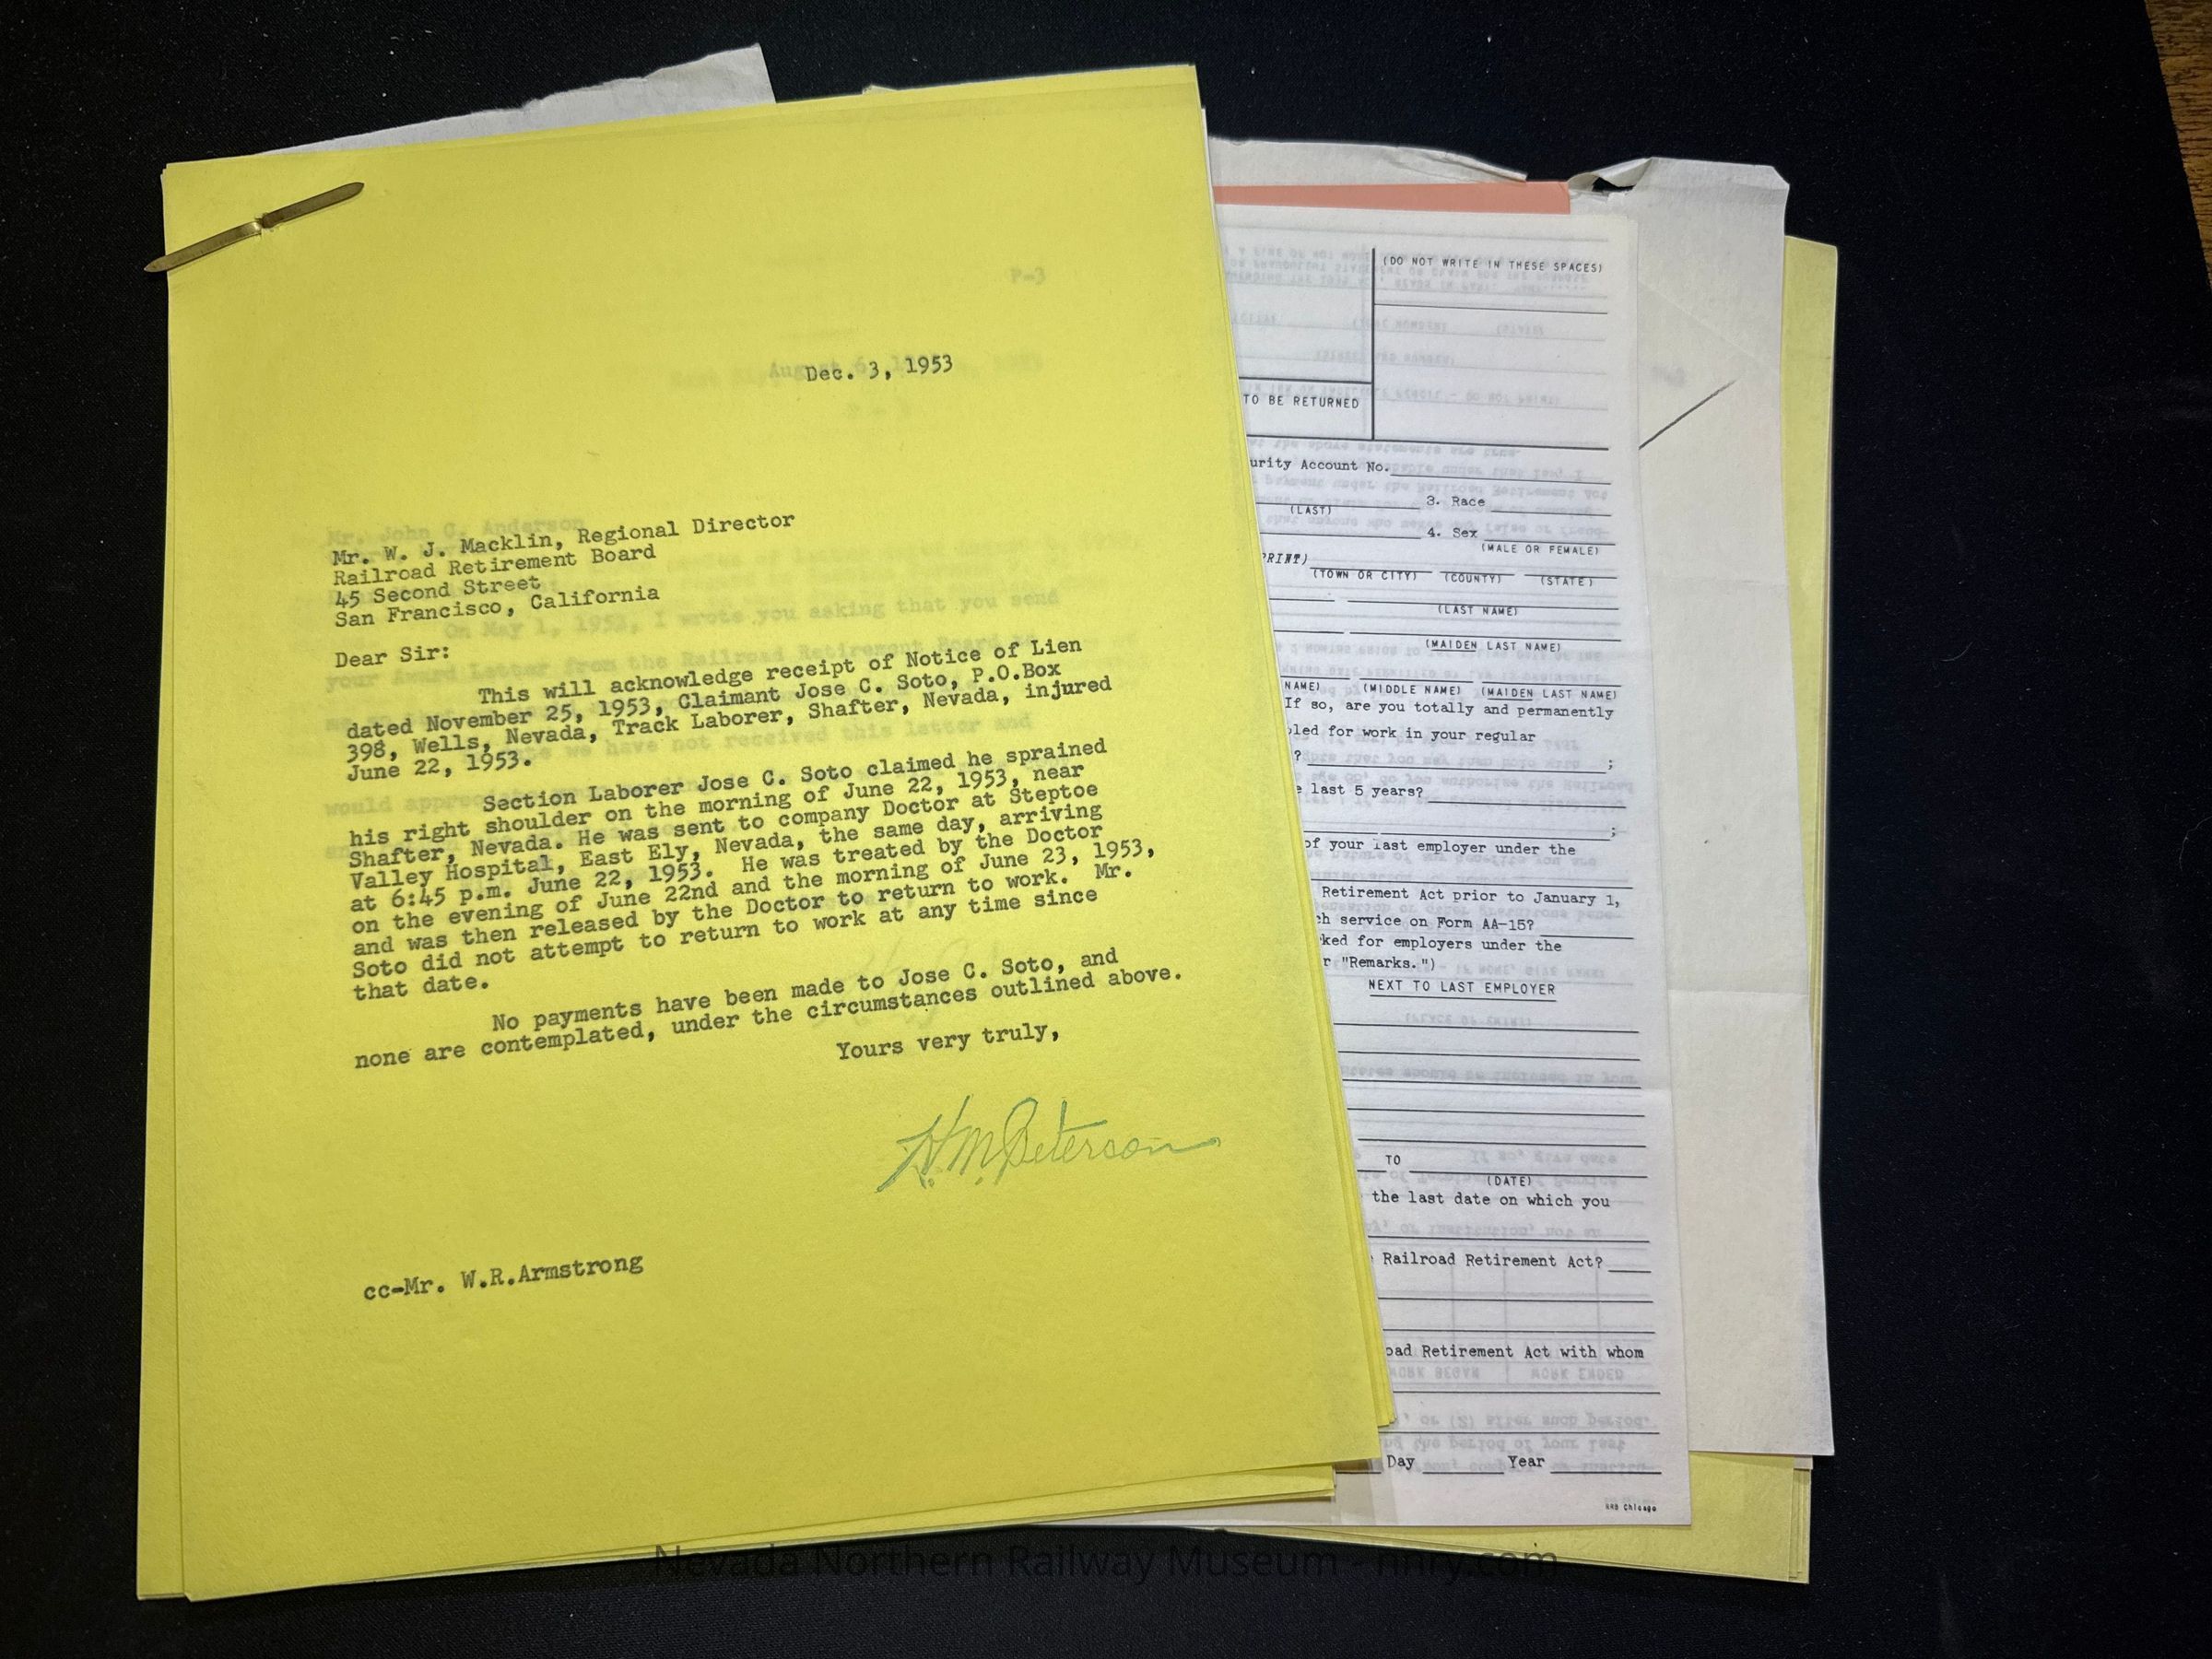 P-3
Dec. 3, 1953
Mr. W. J. Macklin, Regional Director
Railroad Retirement Board
45 Second Street
San Francisco, California
Dear Sir:
This will acknowledge receipt of Notice of Lien
dated November 25, 1953, Claimant Jose C. Soto, P.O.Box
398, Wells, Nevada, Track Laborer, Shafter, Nevada, injured
June 22, 1953.
Section Laborer Jose C. Soto claimed he sprained
his right shoulder on the morning of June 22, 1953, near
Shafter, Nevada. He was sent to company Doctor at Steptoe
Valley Hospital, East Ely, Nevada, the same day, arriving
at 6:45 p.m. June 22, 1953. He was treated by the Doctor
on the evening of June 22nd and the morning of June 23, 1953,
and was then released by the Doctor to return to work. Mr.
Soto did not attempt to return to work at any time since
that date.
No payments have been made to Jose C. Soto, and
none are contemplated, under the circumstances outlined above.
Yours very truly,
H. M. Peterson
cc-Mr. W.R.Armstrong
(DO NOT WRITE IN THESE SPACES)
TO BE RETURNED
urity Account No.
3. Race
(LAST)
4. Sex
(MALE OR FEMALE)
PRINT)
(TOWN OR CITY) (COUNTY) (STATE)
(LAST NAME)
(MAIDEN LAST NAME)
NAME) (MIDDLE NAME) (MAIDEN LAST NAME)
If so, are you totally and permanently
bled for work in your regular
? ;
e last 5 years?
;
of your last employer under the
Retirement Act prior to January 1,
ch service on Form AA-15?
ked for employers under the
r "Remarks.")
NEXT TO LAST EMPLOYER
TO
(DATE)
the last date on which you
Railroad Retirement Act?
oad Retirement Act with whom
Day Year
RRB Chicago
Nevada Northern Railway Museum - nnry.com